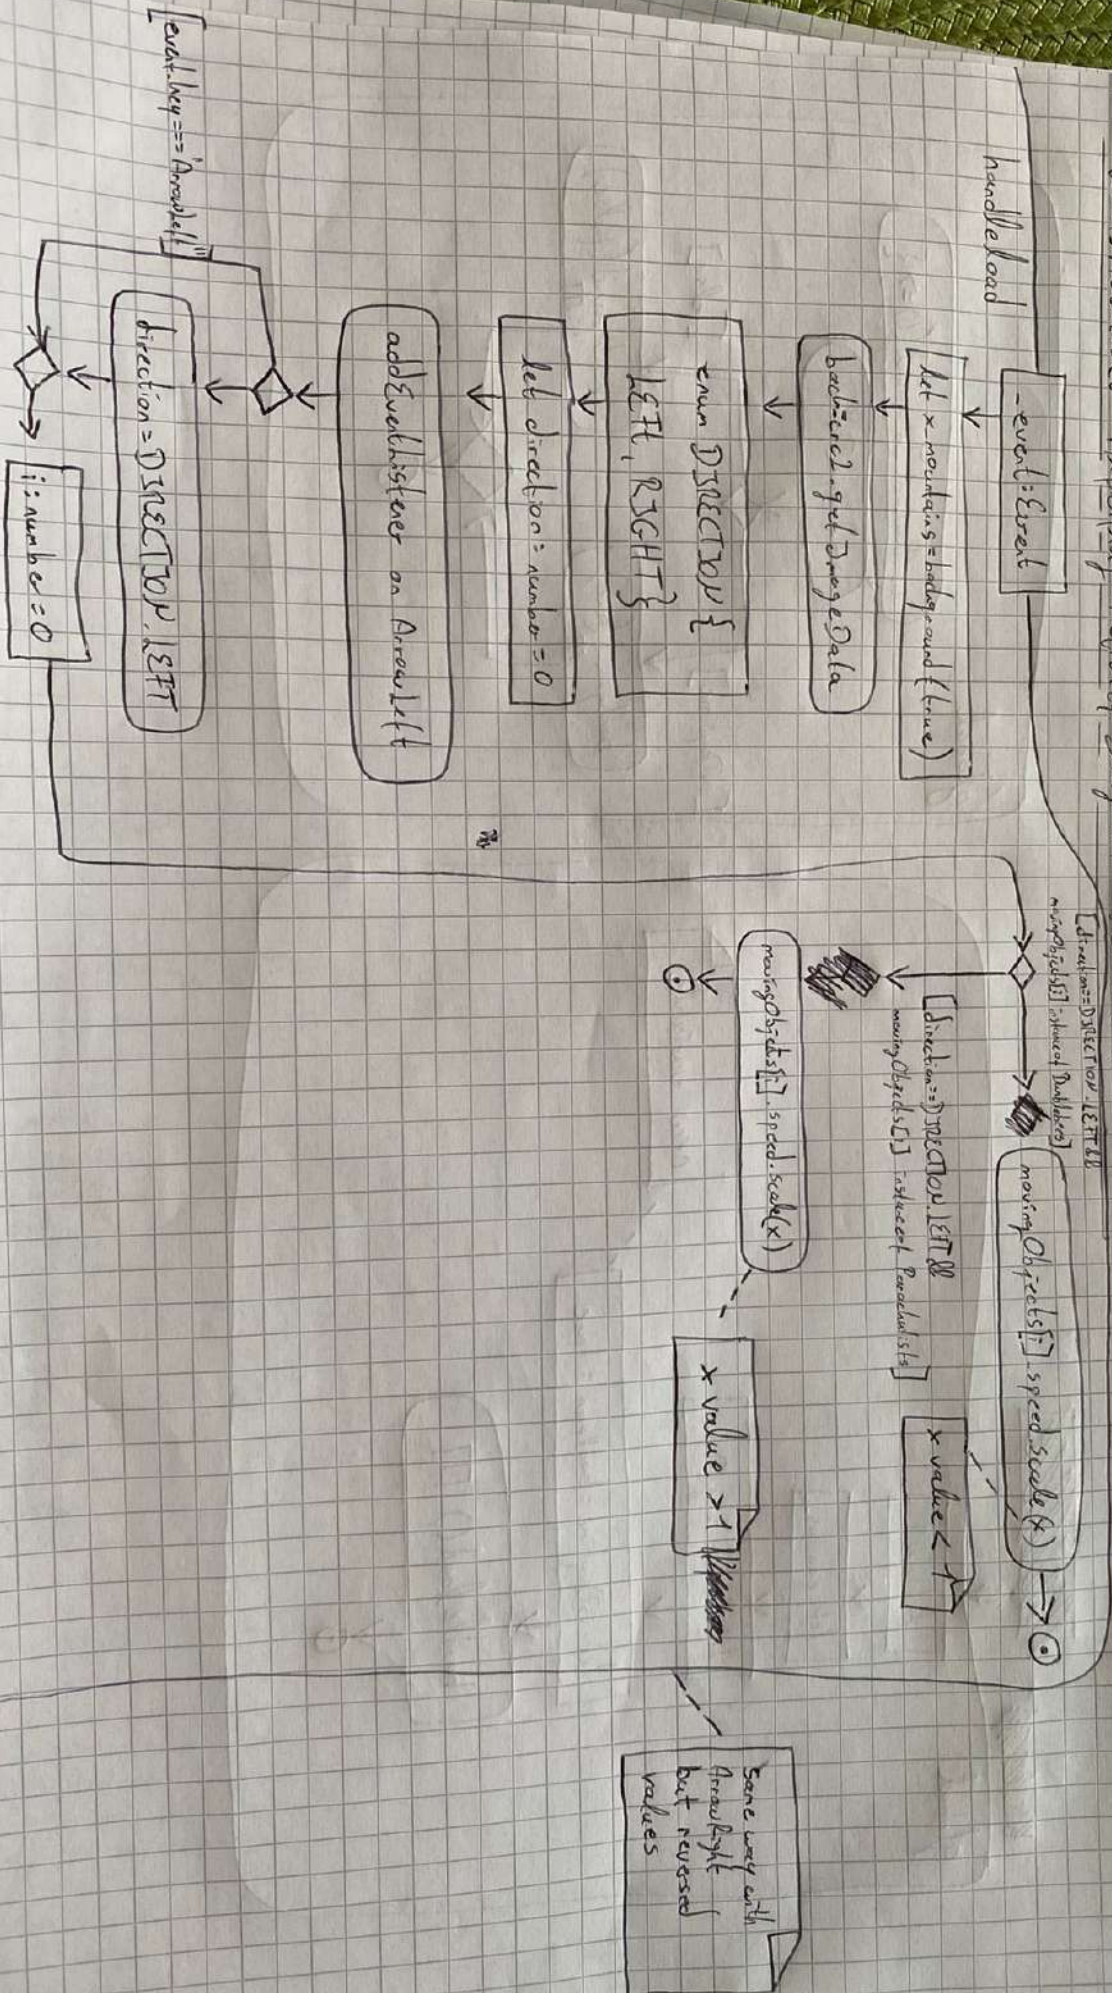 handleload
_event:Event
let x-mountains=background(true)
back=crc2.getImageData
enum DIRECTION {
LEFT, RIGHT}
let direction: number = 0
addEventListener on ArrowLeft
[event.key === "ArrowLeft"]
direction = DIRECTION.LEFT
i: number = 0
[direction==DIRECTION.LEFT &&
movingObjects[i] instanceof
movingObjects[i].speed.scale(x)
x value < 1
[direction==DIRECTION.LEFT &&
movingObjects[i] instanceof Parachutists]
movingObjects[i].speed.scale(x)
x value >1
same way with
ArrowRight
but reversed
values